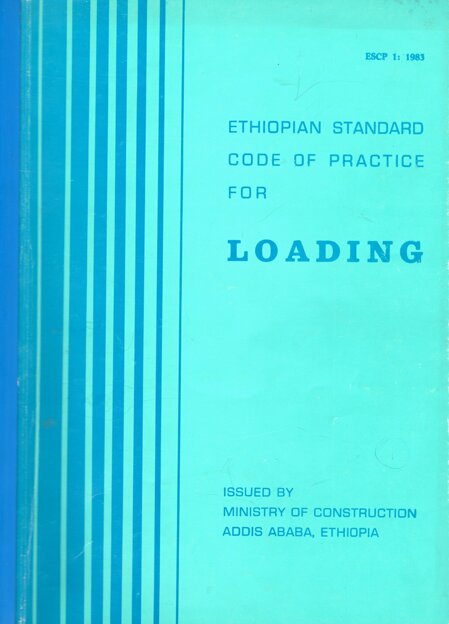 ESCP 1: 1983
ETHIOPIAN STANDARD
CODE OF PRACTICE
FOR
LOADING
ISSUED BY
MINISTRY OF CONSTRUCTION
ADDIS ABABA, ETHIOPIA